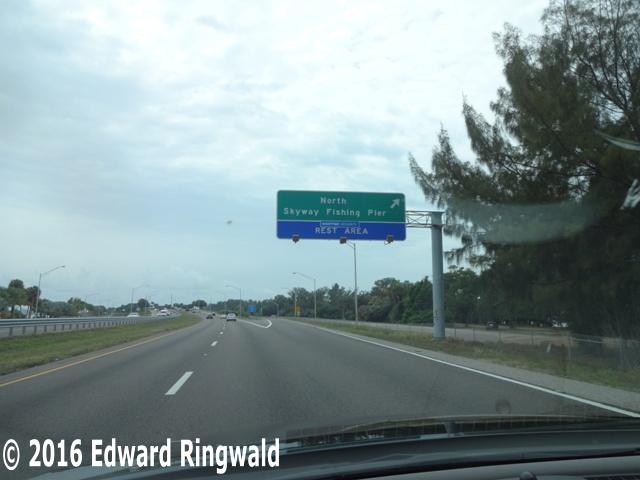 North
Skyway Fishing Pier
REST AREA
© 2016 Edward Ringwald